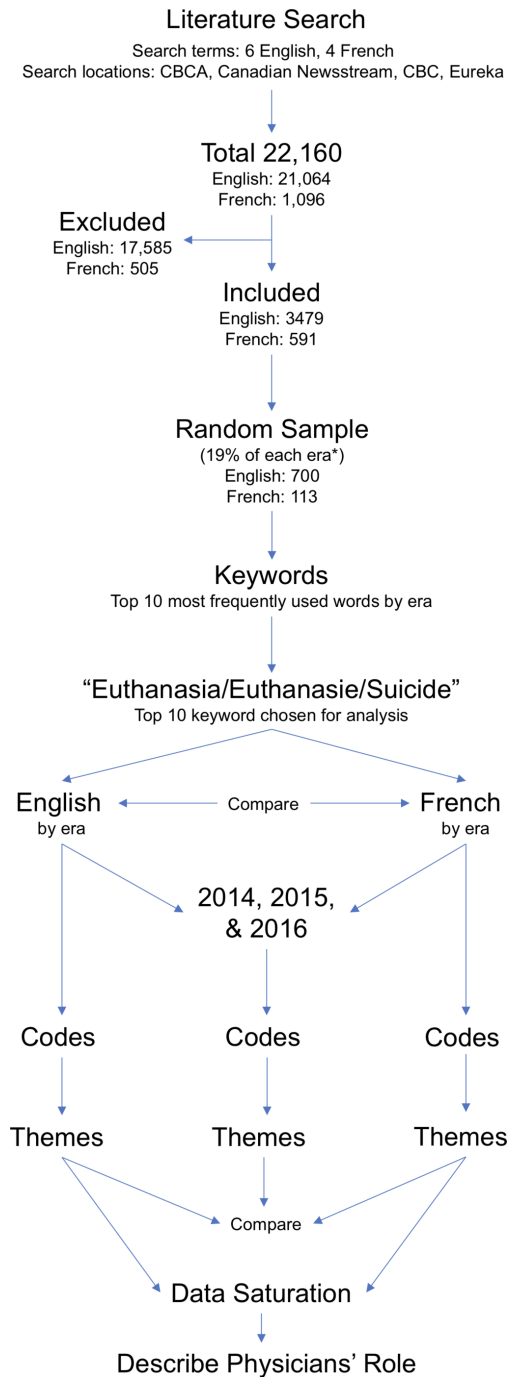 Literature Search
Search terms: 6 English, 4 French
Search locations: CBCA, Canadian Newsstream, CBC, Eureka
Total 22,160
English: 21,064
French: 1,096
Excluded
English: 17,585
French: 505
Included
English: 3479
French: 591
Random Sample
(19% of each era*)
English: 700
French: 113
Keywords
Top 10 most frequently used words by era
“Euthanasia/Euthanasie/Suicide”
Top 10 keyword chosen for analysis
English
by era
Compare
French
by era
2014, 2015,
& 2016
Codes
Codes
Codes
Themes
Themes
Themes
Compare
Data Saturation
Describe Physicians’ Role